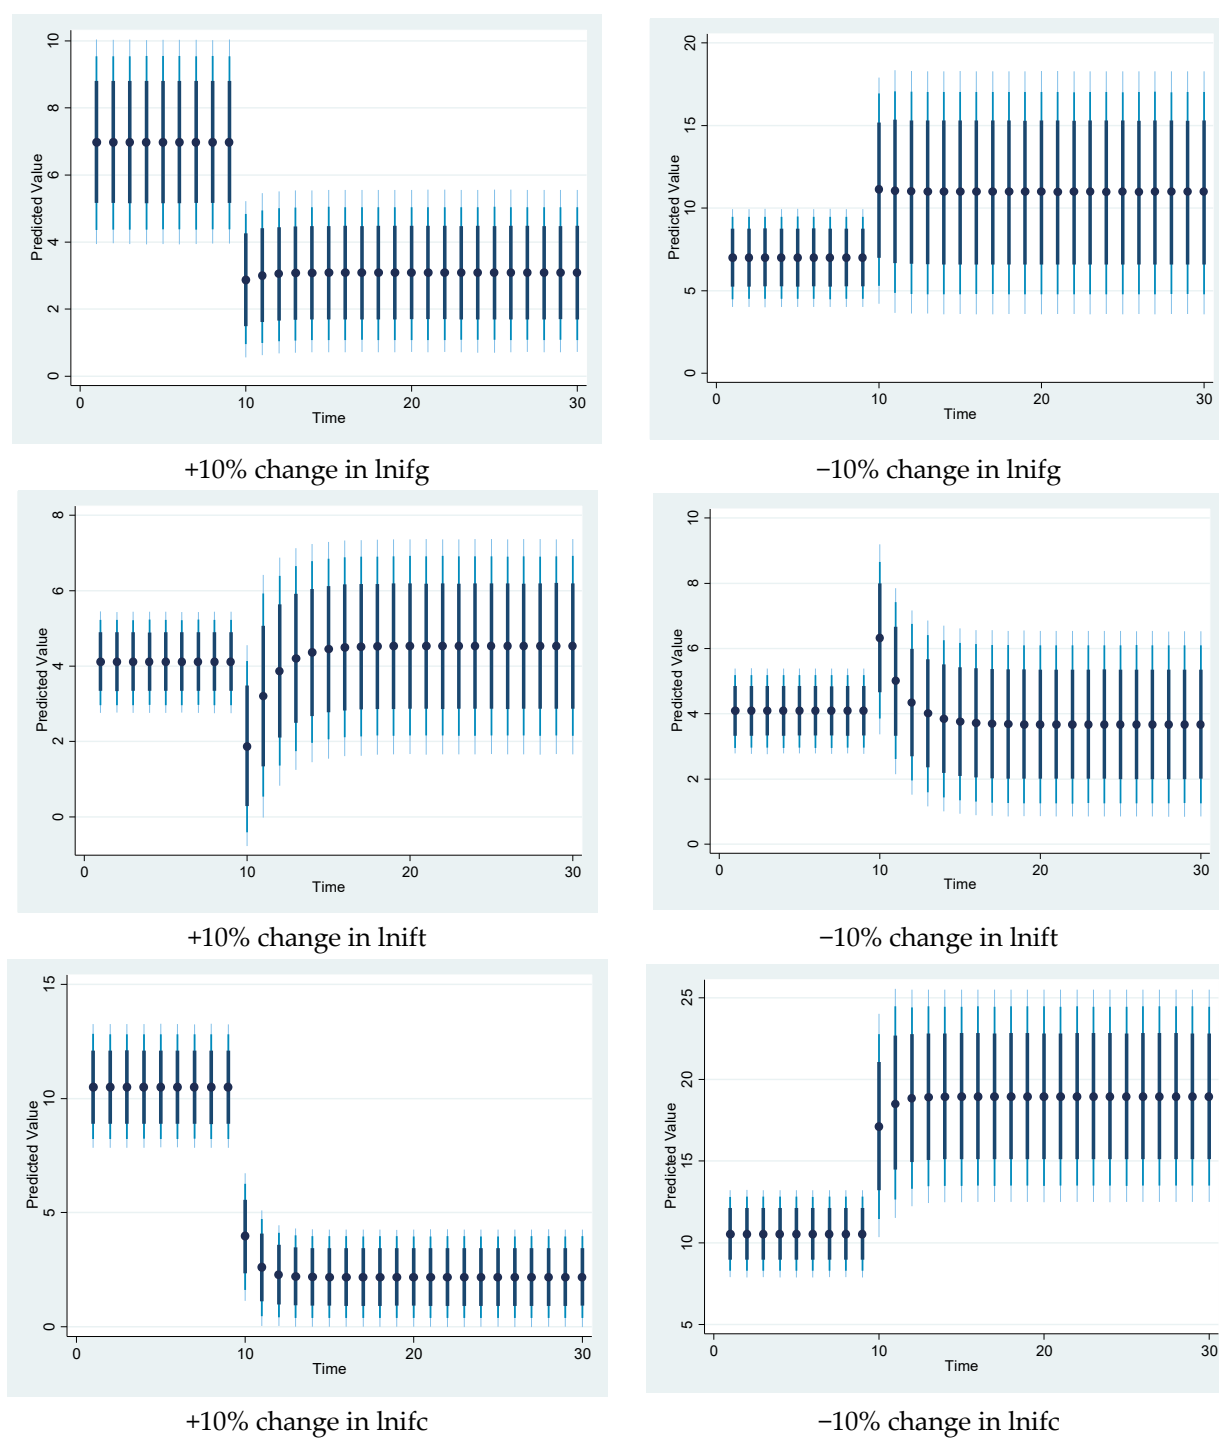 10
8
6
4
2
0
Predicted Value
0 10 20 30
Time
+10% change in lnifg
20
15
10
5
0
Predicted Value
0 10 20 30
Time
−10% change in lnifg
8
6
4
2
0
Predicted Value
0 10 20 30
Time
+10% change in lnift
10
8
6
4
2
0
Predicted Value
0 10 20 30
Time
−10% change in lnift
15
10
5
0
Predicted Value
0 10 20 30
Time
+10% change in lnifc
25
20
15
10
5
Predicted Value
0 10 20 30
Time
−10% change in lnifc